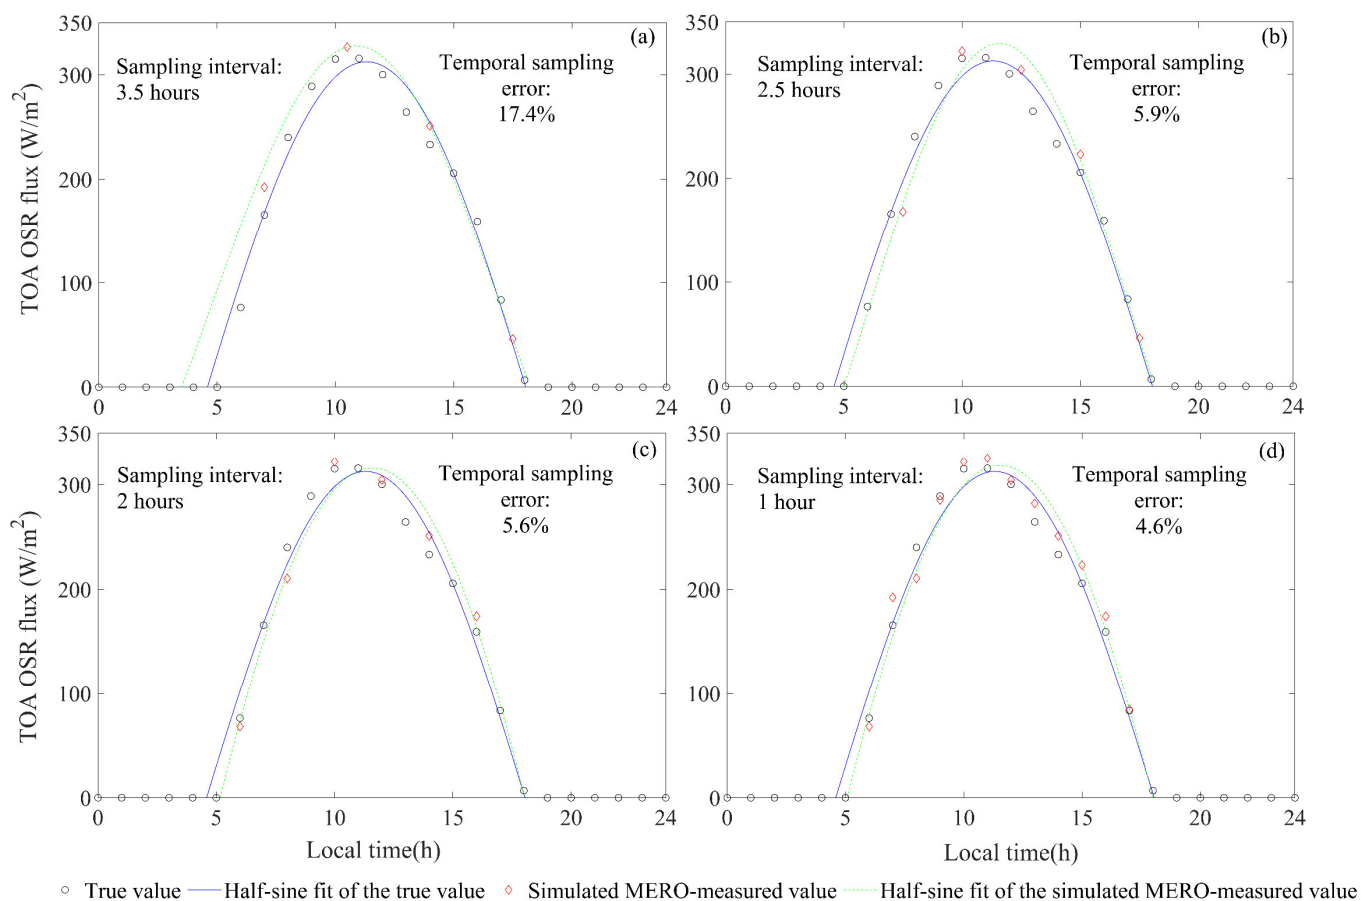 350
300
200
100
0
TOA OSR flux (W/m²)
Sampling interval:
3.5 hours
Temporal sampling
error:
17.4%
(a)
0 5 10 15 20 24
350
300
200
100
0
Sampling interval:
2.5 hours
Temporal sampling
error:
5.9%
(b)
0 5 10 15 20 24
350
300
200
100
0
TOA OSR flux (W/m²)
Sampling interval:
2 hours
Temporal sampling
error:
5.6%
(c)
0 5 10 15 20 24
Local time(h)
350
300
200
100
0
Sampling interval:
1 hour
Temporal sampling
error:
4.6%
(d)
0 5 10 15 20 24
Local time(h)
True value Half-sine fit of the true value Simulated MERO-measured value Half-sine fit of the simulated MERO-measured value